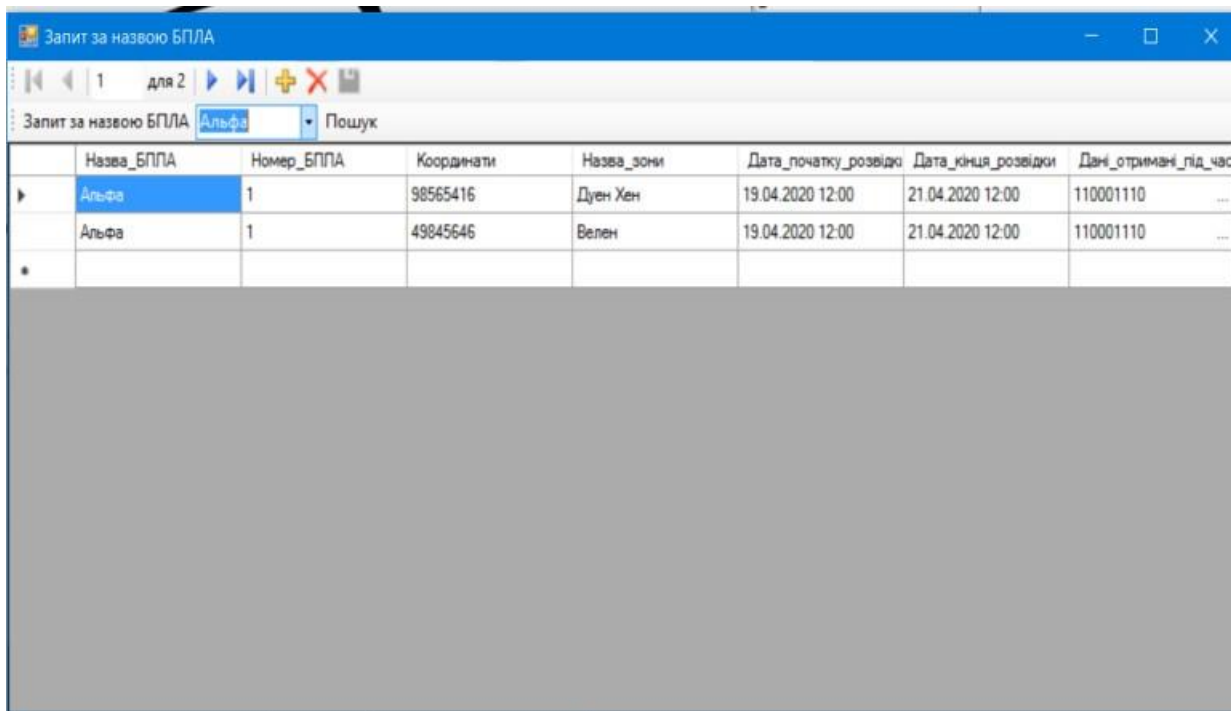 Запит за назвою БПЛА
1 для 2
Запит за назвою БПЛА Альфа Пошук
Назва_БПЛА Номер_БПЛА Координати Назва_зони Дата_початку_розвідки Дата_кінця_розвідки Дані_отримані_під_час
Альфа 1 98565416 Дуен Хен 19.04.2020 12:00 21.04.2020 12:00 110001110 ...
Альфа 1 49845646 Велен 19.04.2020 12:00 21.04.2020 12:00 110001110 ...